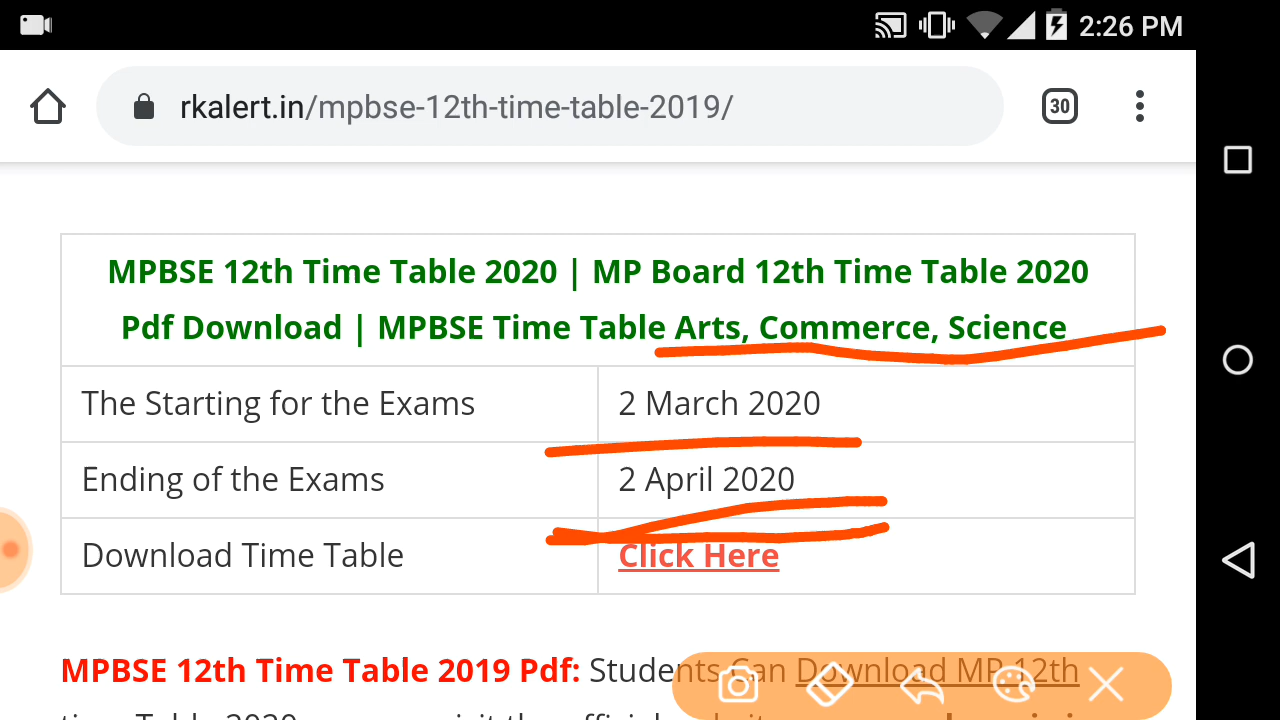 2:26 PM
rkalert.in/mpbse-12th-time-table-2019/
30
MPBSE 12th Time Table 2020 | MP Board 12th Time Table 2020
Pdf Download | MPBSE Time Table Arts, Commerce, Science
The Starting for the Exams 2 March 2020
Ending of the Exams 2 April 2020
Download Time Table Click Here
MPBSE 12th Time Table 2019 Pdf: Students Can Download MP 12th